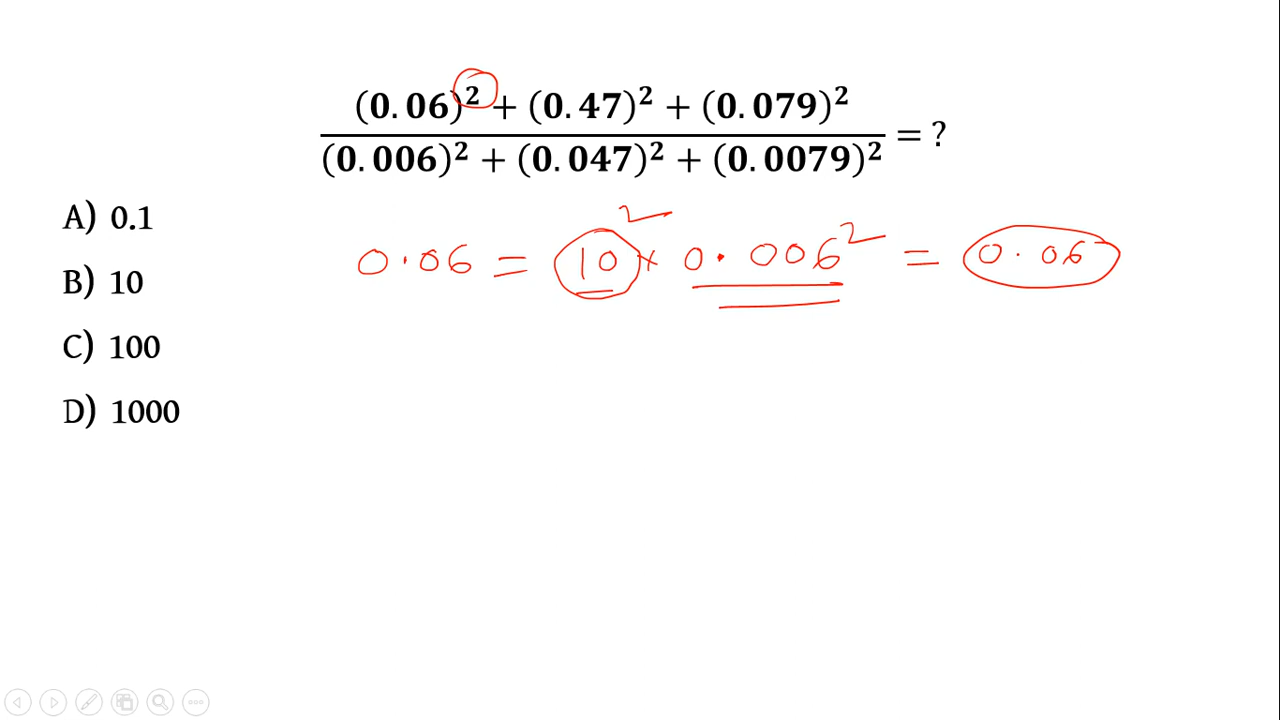 (0.06)² + (0.47)² + (0.079)²
(0.006)² + (0.047)² + (0.0079)² = ?
A) 0.1
B) 10
C) 100
D) 1000
0.06 = 10² × 0.006² = 0.06